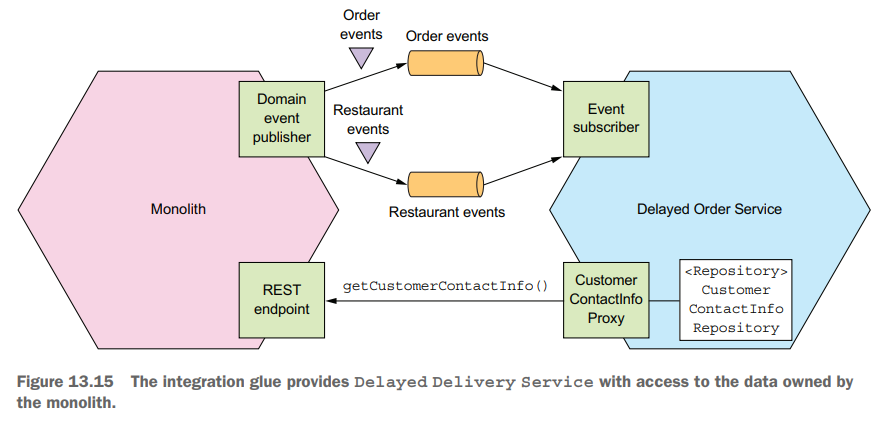 Order
events
Order events
Domain
event
publisher
Restaurant
events
Event
subscriber
Restaurant events
Monolith
Delayed Order Service
REST
endpoint
getCustomerContactInfo()
Customer
ContactInfo
Proxy
<Repository>
Customer
ContactInfo
Repository
Figure 13.15 The integration glue provides Delayed Delivery Service with access to the data owned by
the monolith.